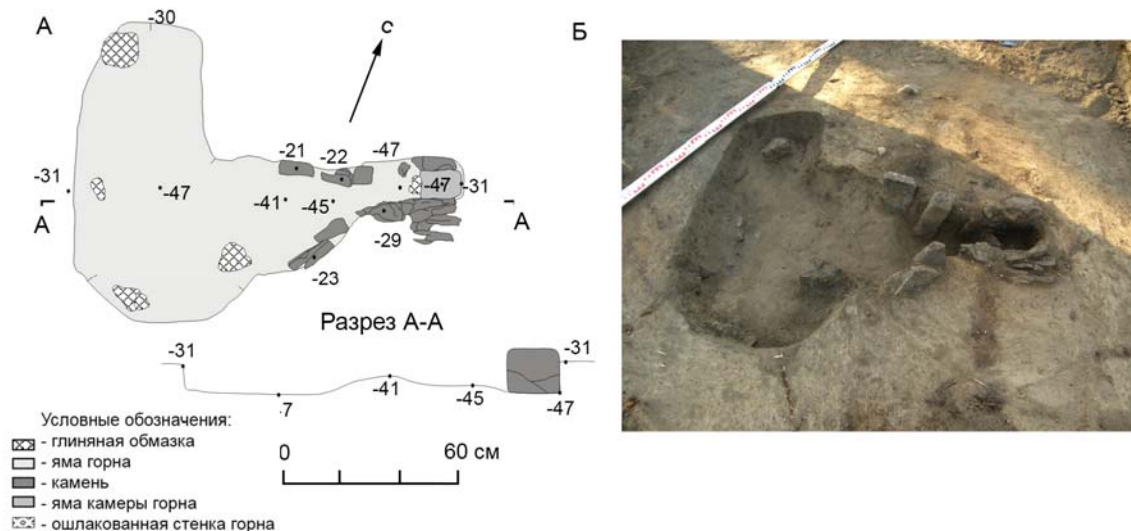 А
-30
с
Б
-21
-22
-47
-31
-47
-31
-47
-41
-45
А
А
-29
-23
Разрез А-А
-31
-31
-41
-7
-45
-47
Условные обозначения:
- глиняная обмазка
- яма горна
- камень
- яма камеры горна
- ошлакованная стенка горна
0
60 см